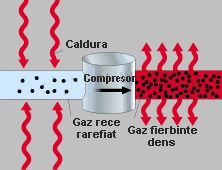 Caldura
Compresor
Gaz rece
rarefiat
Gaz fierbinte
dens